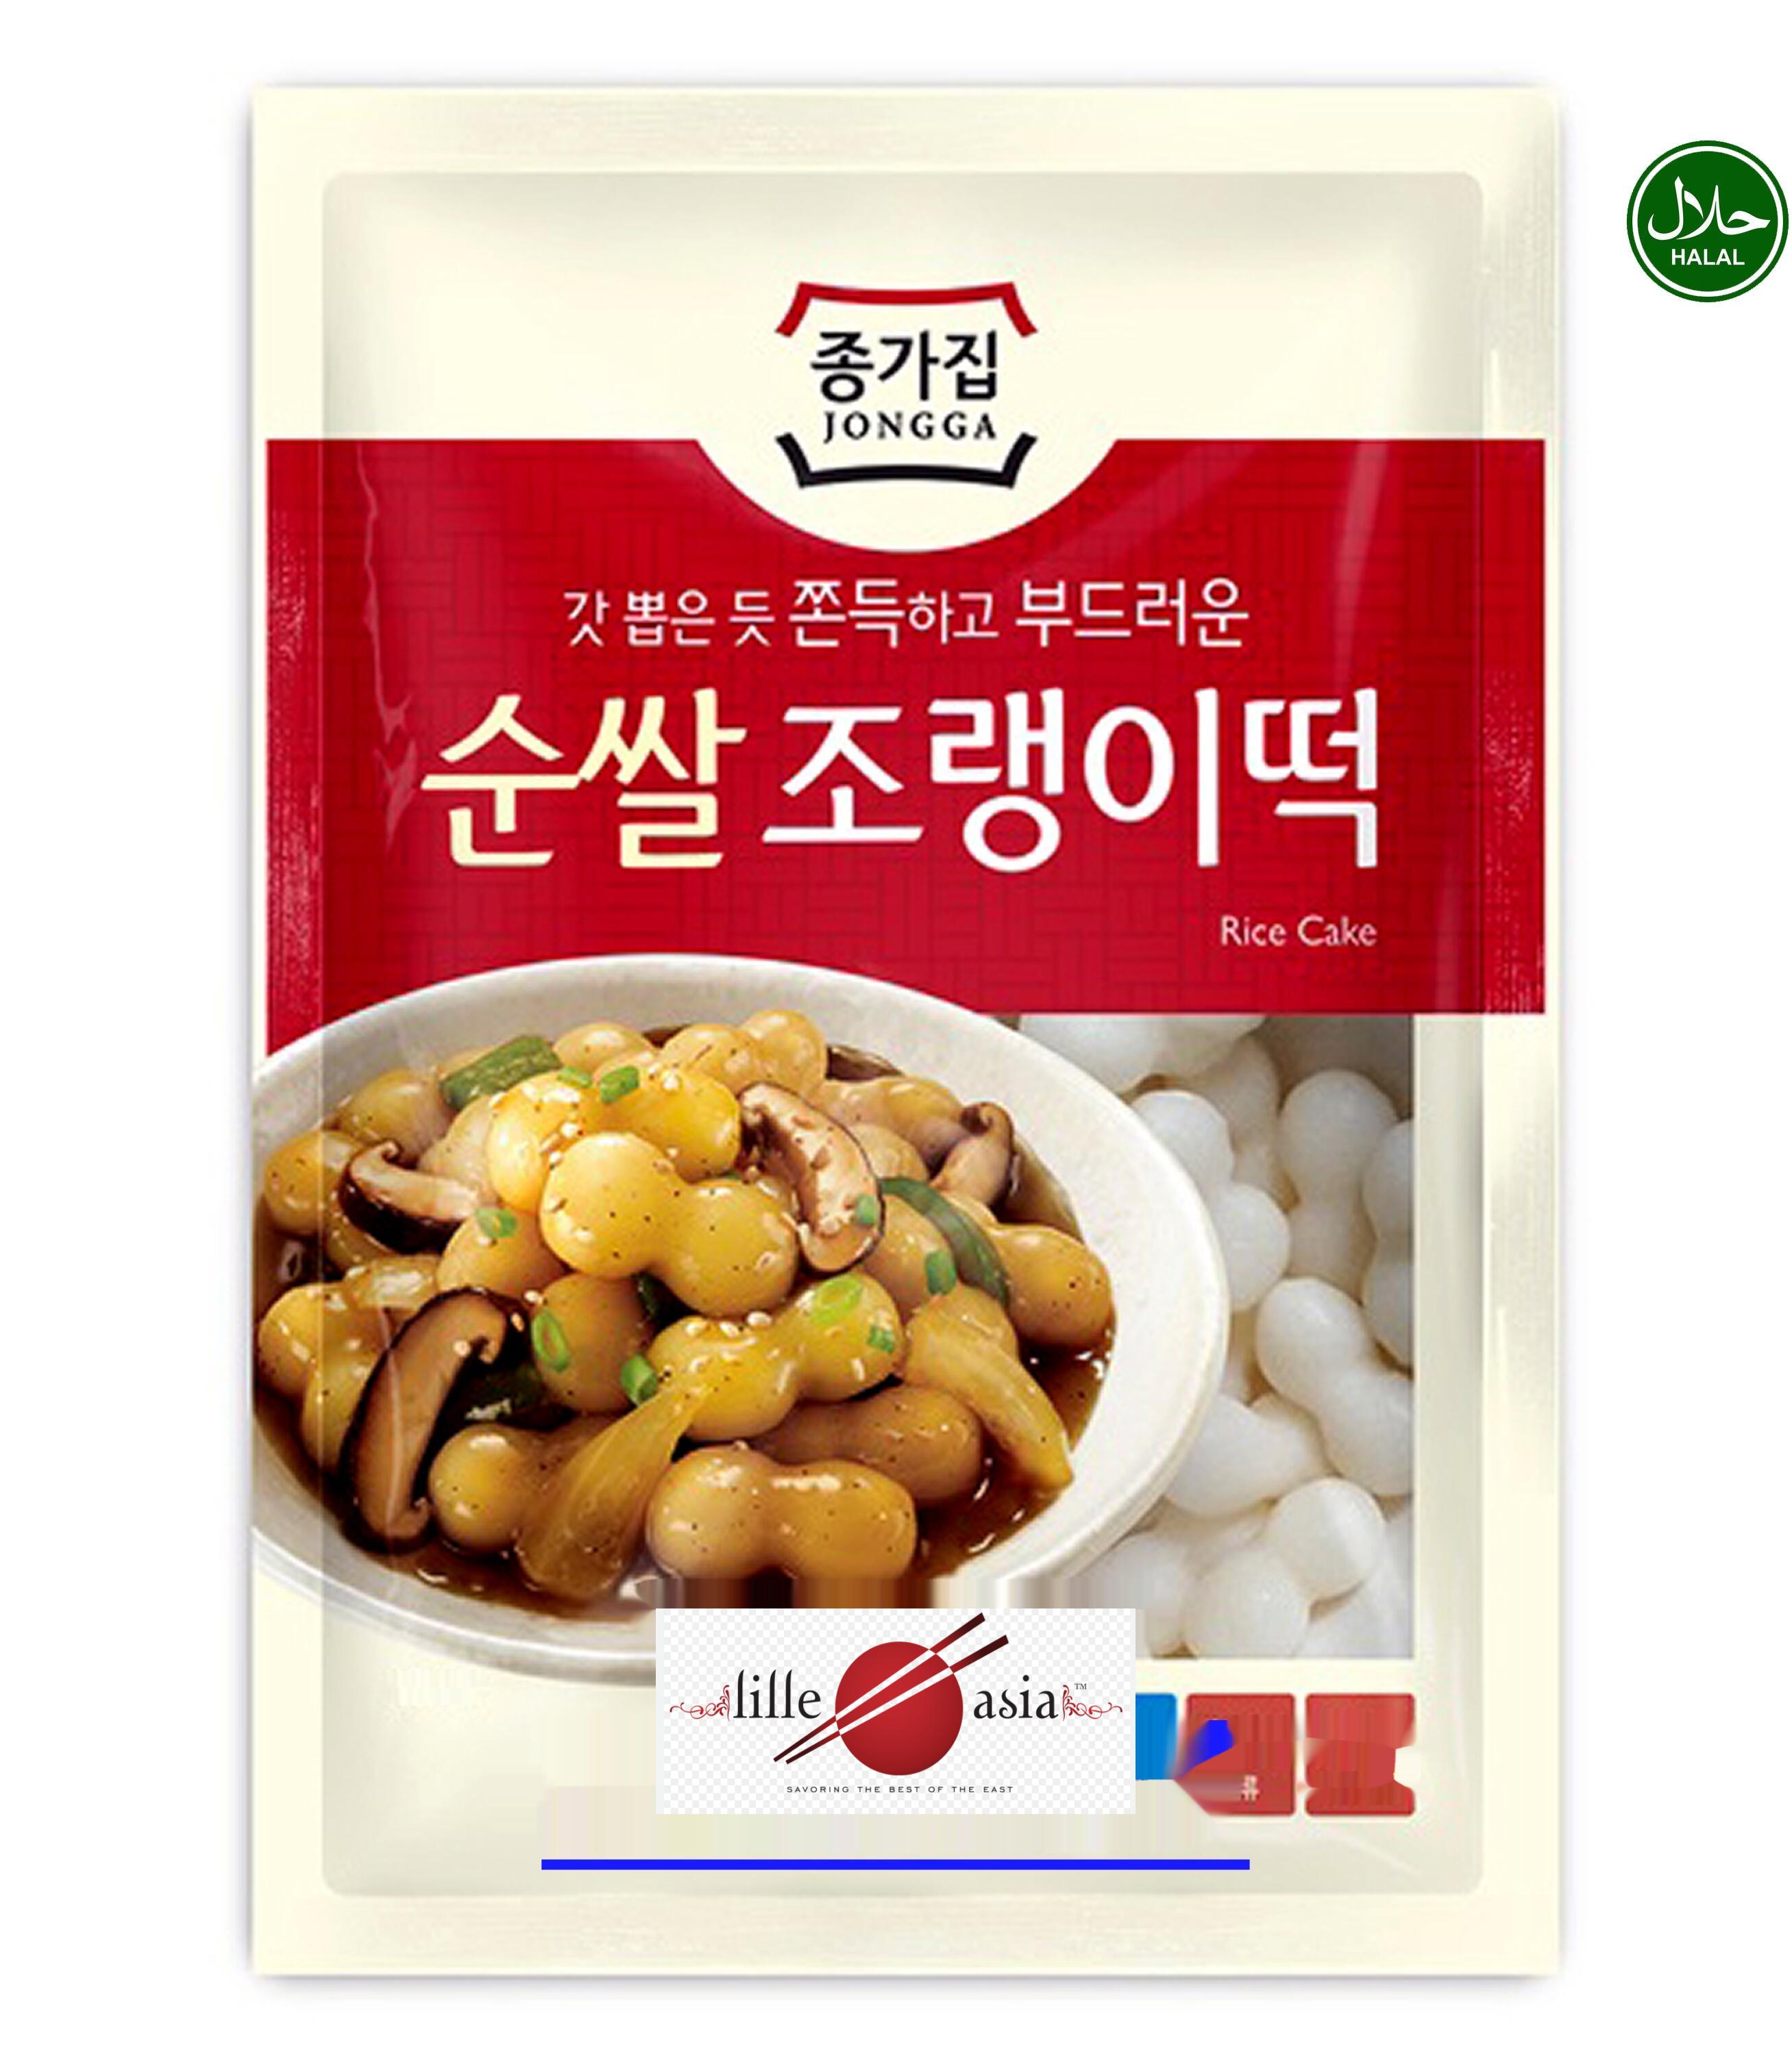 حلال
HALAL
종가집
JONGGA
갓 뽑은 듯 쫀득하고 부드러운
순쌀 조랭이떡
Rice Cake
lille asia™
SAVORING THE BEST OF THE EAST